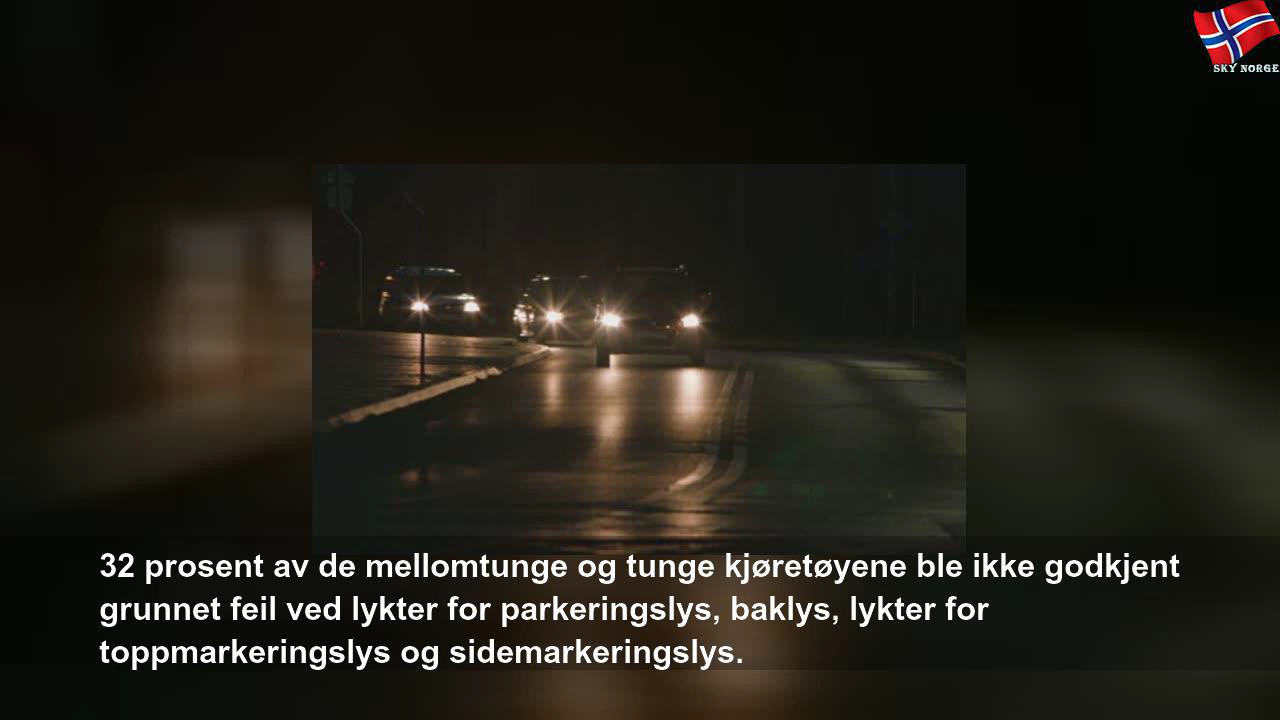 SKY NORGE
32 prosent av de mellomtunge og tunge kjøretøyene ble ikke godkjent
grunnet feil ved lykter for parkeringslys, baklys, lykter for
toppmarkeringslys og sidemarkeringslys.